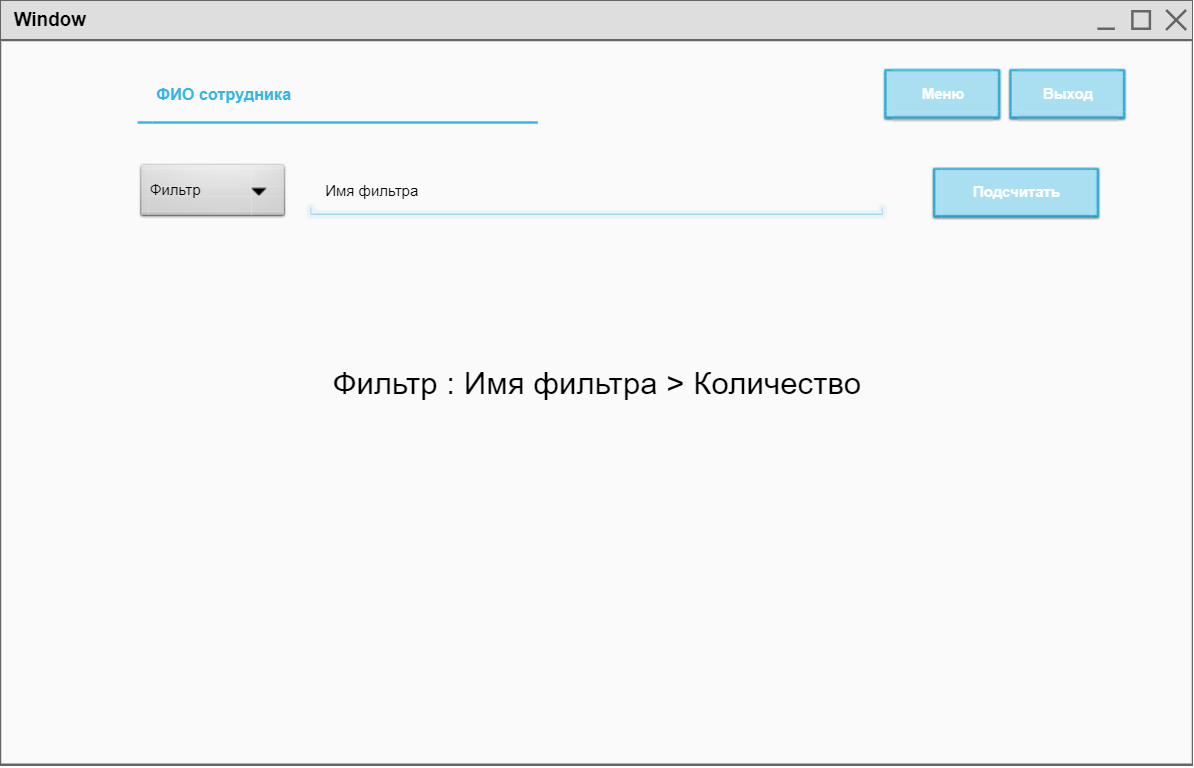 Window
ФИО сотрудника
Меню
Выход
Фильтр
Имя фильтра
Подсчитать
Фильтр : Имя фильтра > Количество